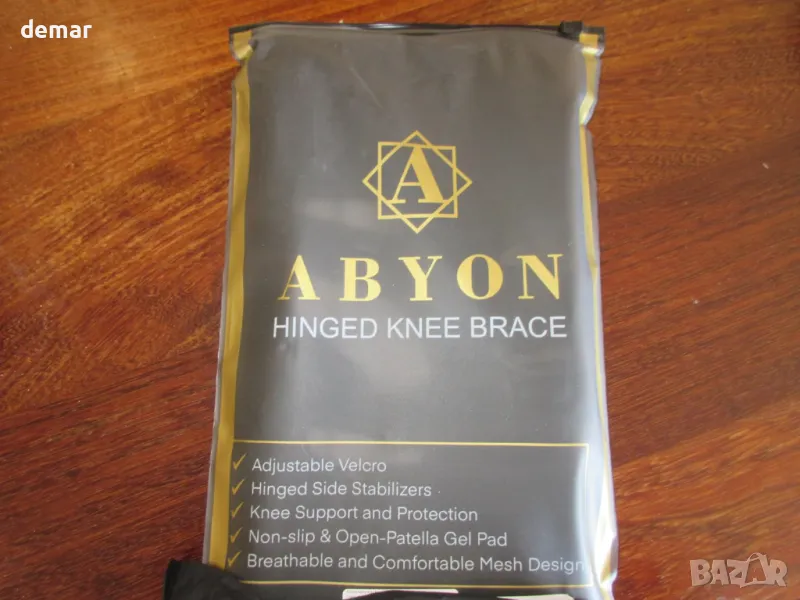 demar
A
ABYON
HINGED KNEE BRACE
✓ Adjustable Velcro
✓ Hinged Side Stabilizers
✓ Knee Support and Protection
✓ Non-slip & Open-Patella Gel Pad
✓ Breathable and Comfortable Mesh Design
BAZAR